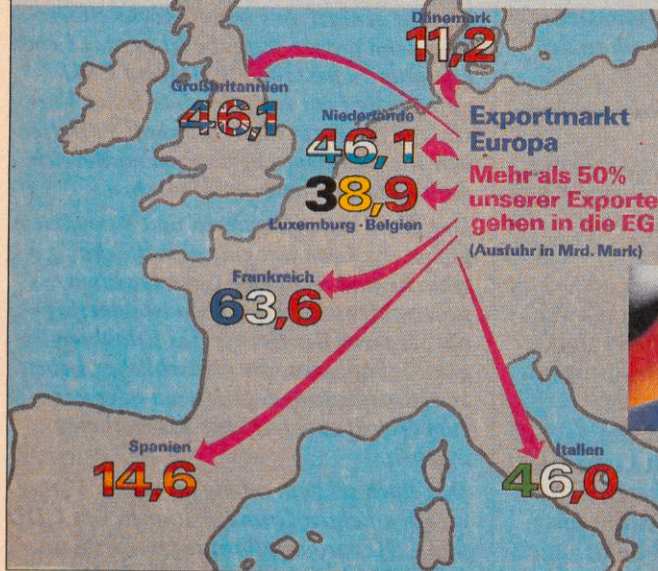 Dänemark
11,2
Großbritannien
46,1
Niederlande
46,1
38,9
Luxemburg · Belgien
Exportmarkt
Europa
Mehr als 50%
unserer Exporte
gehen in die EG
(Ausfuhr in Mrd. Mark)
Frankreich
63,6
Spanien
14,6
Italien
46,0